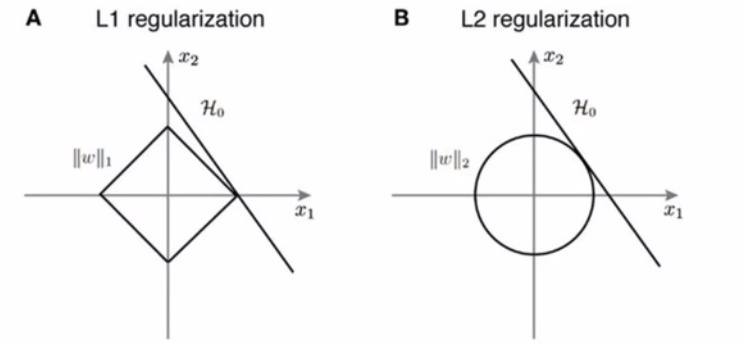 A L1 regularization
x₂
ℋ₀
‖w‖₁
x₁
B L2 regularization
x₂
ℋ₀
‖w‖₂
x₁